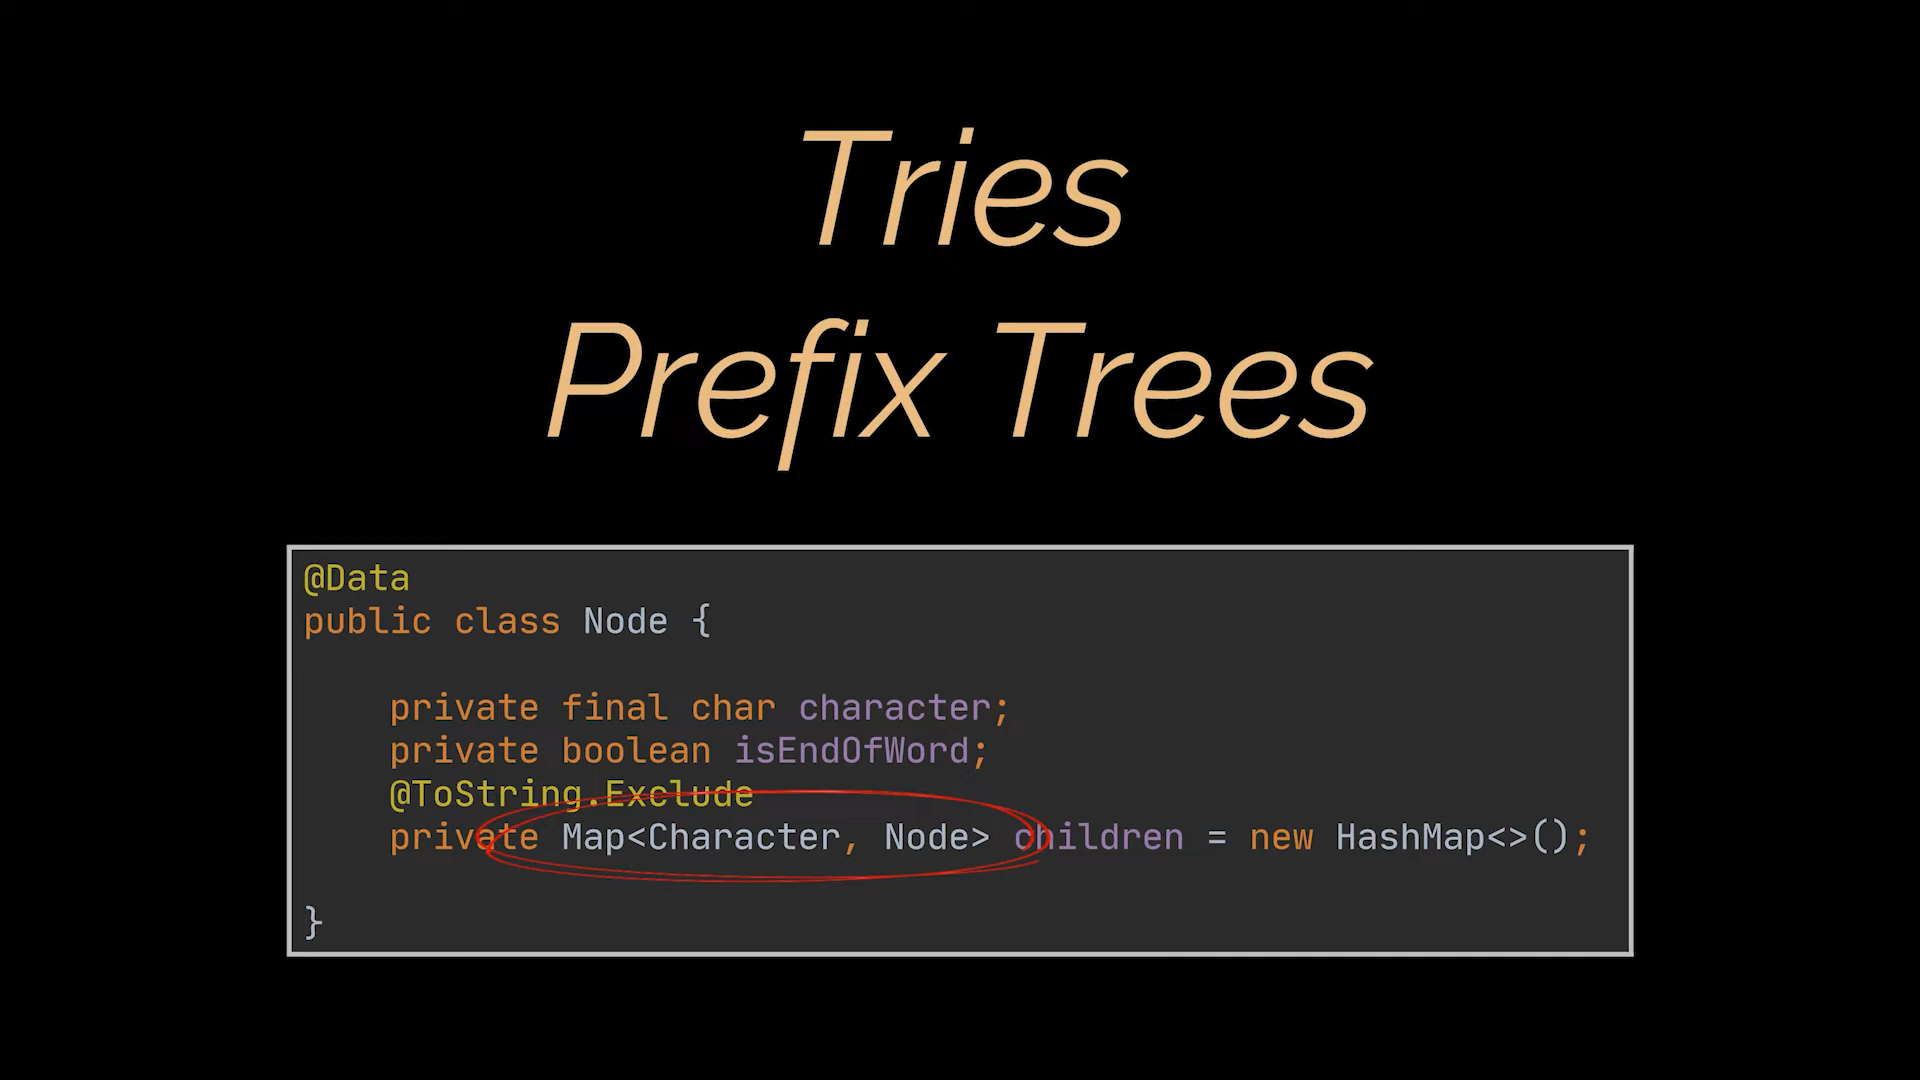 Tries
Prefix Trees
@Data
public class Node {
private final char character;
private boolean isEndOfWord;
@ToString.Exclude
private Map<Character, Node> children = new HashMap<>();
}